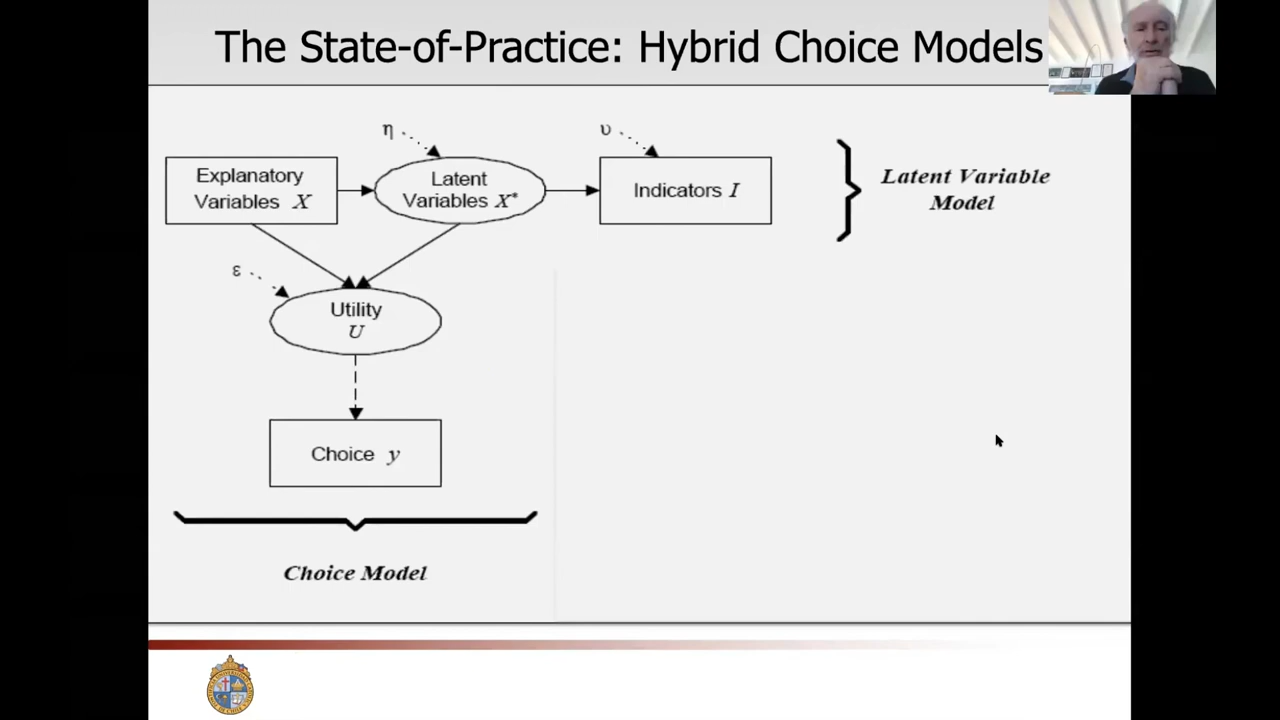 The State-of-Practice: Hybrid Choice Models
η
υ
Explanatory
Variables X
Latent
Variables X*
Indicators I
Latent Variable
Model
ε
Utility
U
Choice y
Choice Model